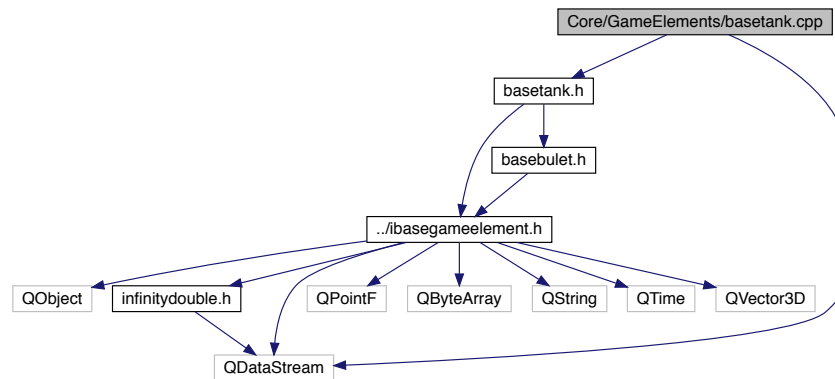 Core/GameElements/basetank.cpp
basetank.h
basebulet.h
../ibasegameelement.h
QObject
infinitydouble.h
QPointF
QByteArray
QString
QTime
QVector3D
QDataStream